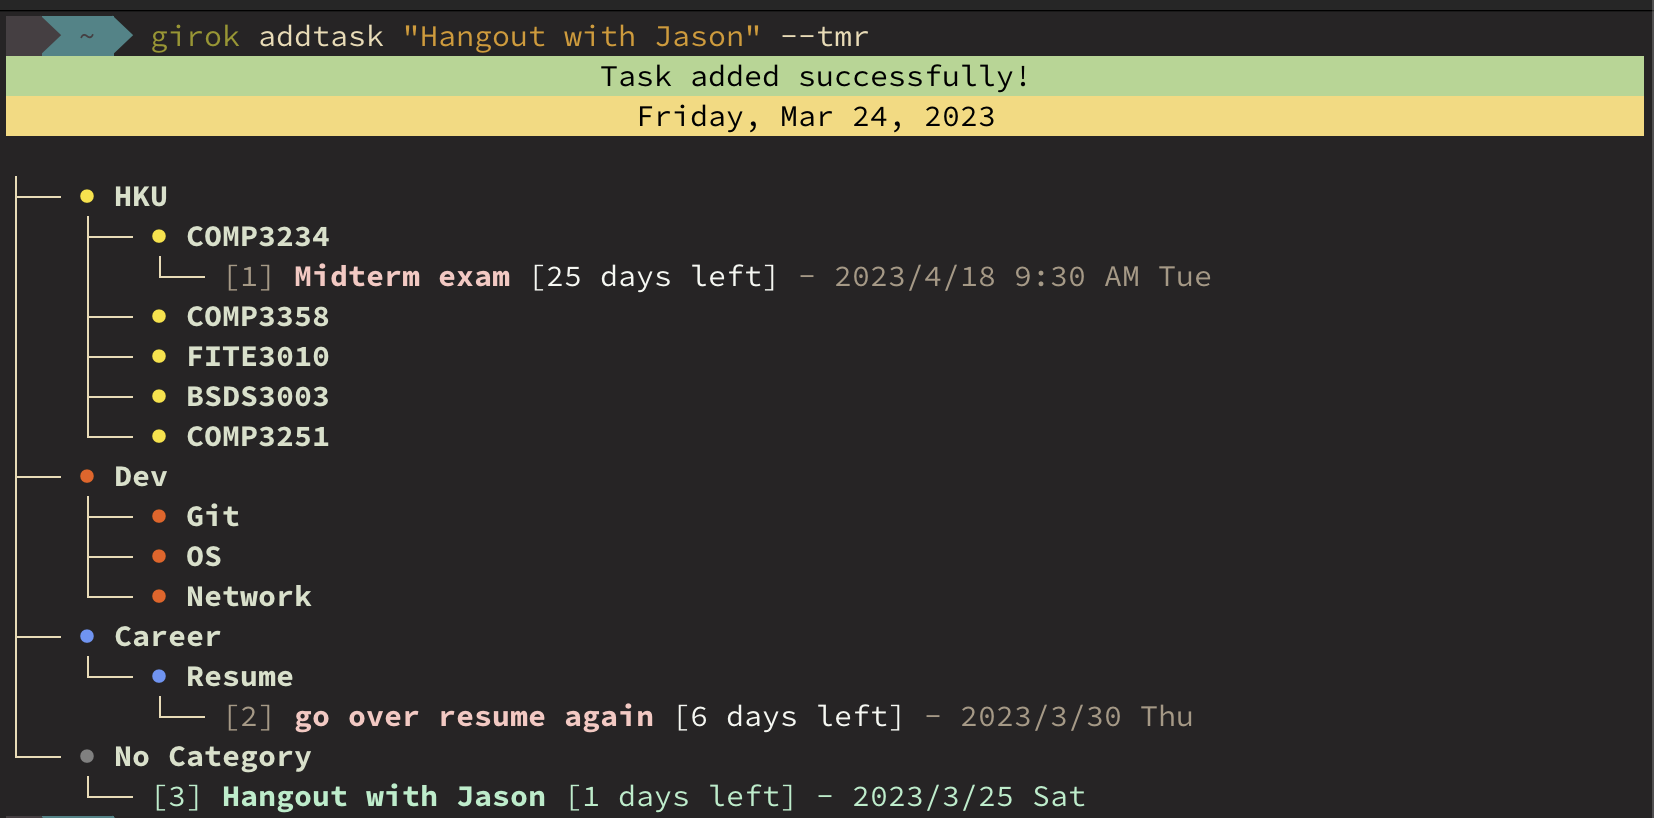 ~ girok addtask "Hangout with Jason" --tmr
Task added successfully!
Friday, Mar 24, 2023
HKU
COMP3234
[1] Midterm exam [25 days left] - 2023/4/18 9:30 AM Tue
COMP3358
FITE3010
BSDS3003
COMP3251
Dev
Git
OS
Network
Career
Resume
[2] go over resume again [6 days left] - 2023/3/30 Thu
No Category
[3] Hangout with Jason [1 days left] - 2023/3/25 Sat